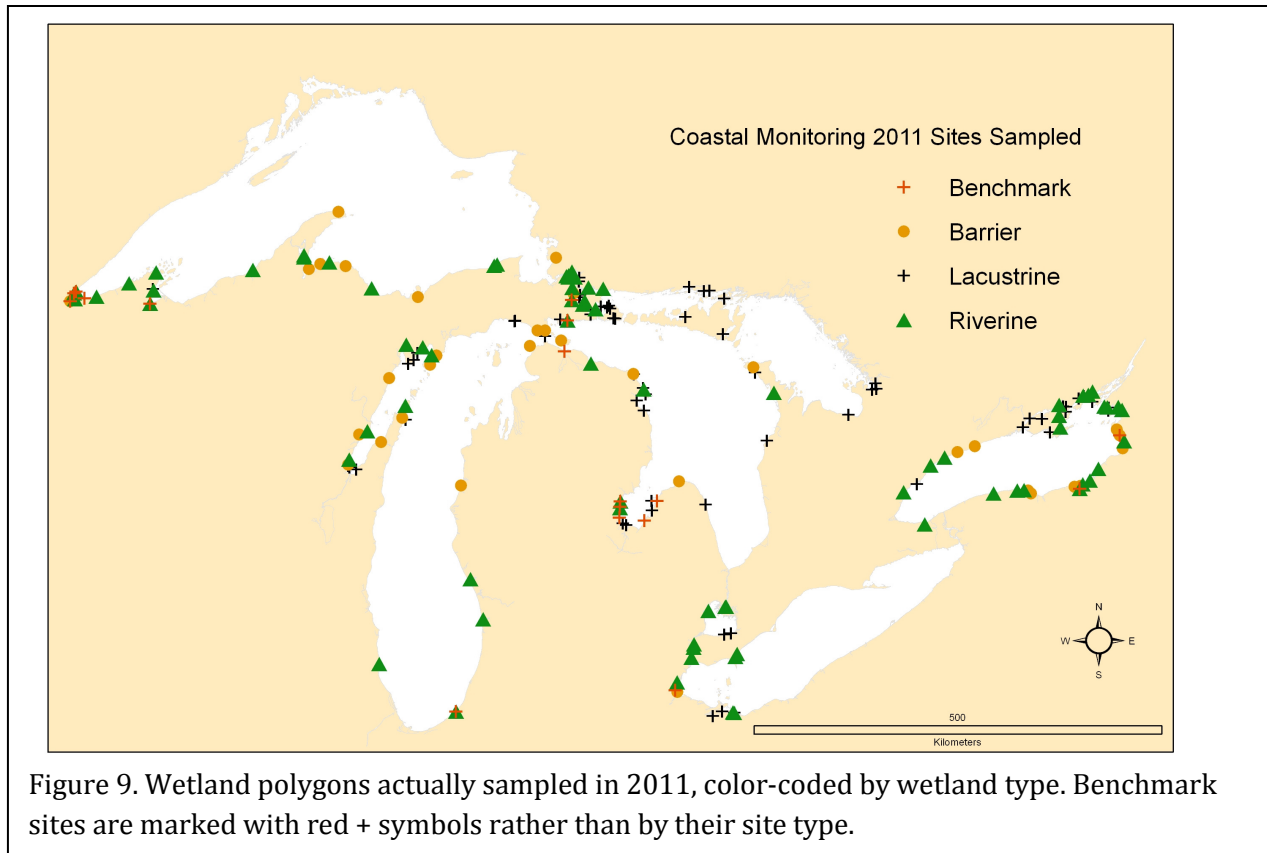 Coastal Monitoring 2011 Sites Sampled
Benchmark
Barrier
Lacustrine
Riverine
N
W E
S
500
Kilometers
Figure 9. Wetland polygons actually sampled in 2011, color-coded by wetland type. Benchmark
sites are marked with red + symbols rather than by their site type.